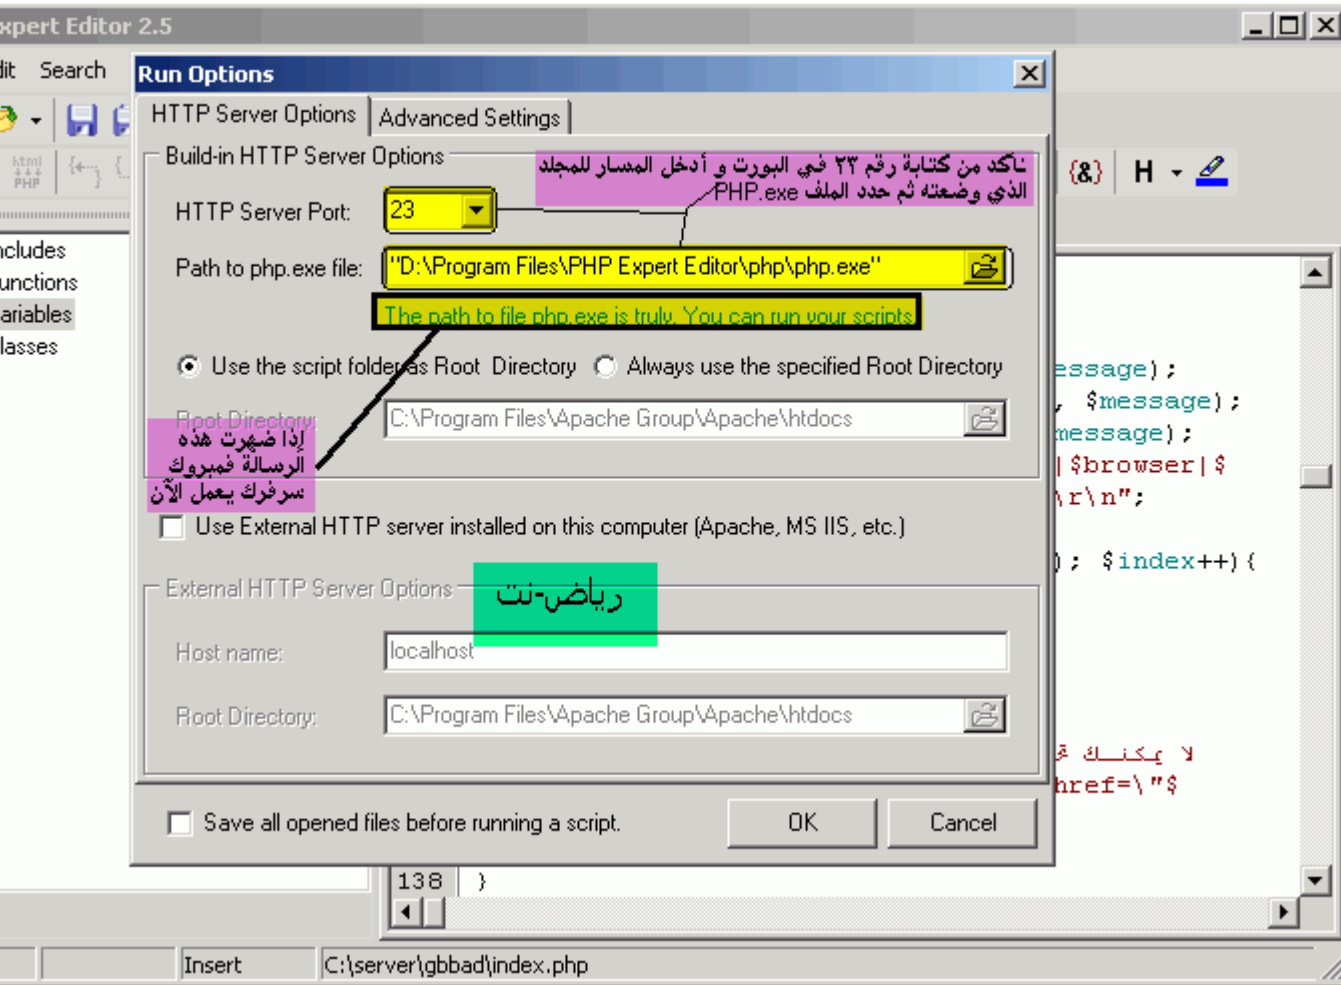 xpert Editor 2.5
dit Search
Run Options
HTTP Server Options Advanced Settings
Build-in HTTP Server Options
تأكد من كتابة رقم ٢٣ في البورت و أدخل المسار للمجلد
الذي وضعته ثم حدد الملف PHP.exe
html
PHP
{&} H
HTTP Server Port: 23
Path to php.exe file: "D:\Program Files\PHP Expert Editor\php\php.exe"
The path to file php.exe is truly. You can run your scripts
ncludes
unctions
ariables
lasses
Use the script folder as Root Directory Always use the specified Root Directory
Root Directory: C:\Program Files\Apache Group\Apache\htdocs
إذا ضهرت هذه
الرسالة فمبروك
سرفرك يعمل الآن
Use External HTTP server installed on this computer (Apache, MS IIS, etc.)
External HTTP Server Options
رياض-نت
Host name: localhost
Root Directory: C:\Program Files\Apache Group\Apache\htdocs
Save all opened files before running a script.
OK Cancel
essage);
, $message);
message);
|$browser|$
\r\n";
); $index++){
لا يمكنك
href=\"$
138 }
Insert C:\server\gbbad\index.php